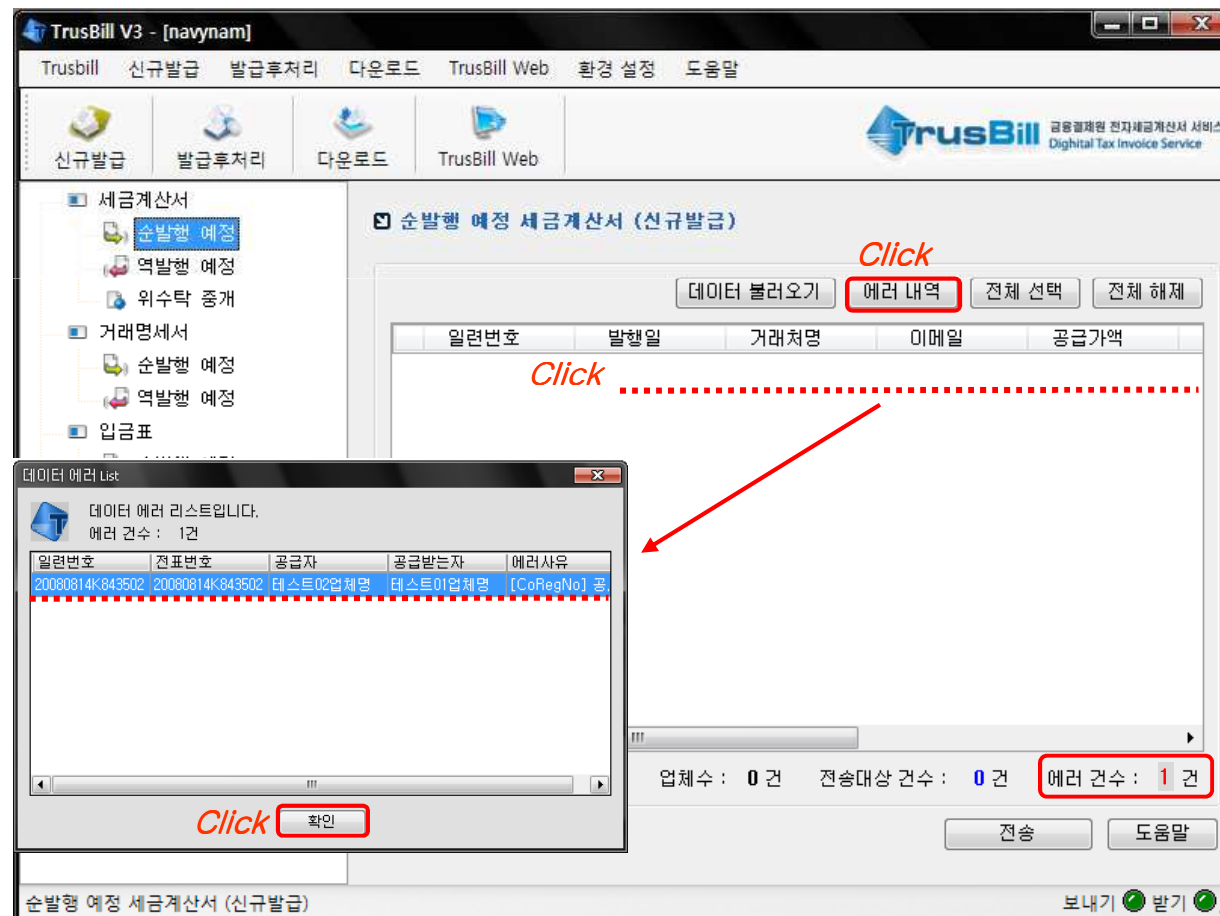 TrusBill V3 - [navynam]
Trusbill 신규발급 발급후처리 다운로드 TrusBill Web 환경 설정 도움말
신규발급 발급후처리 다운로드 TrusBill Web
TrusBill 금융결제원 전자세금계산서 서비스
Dighital Tax Invoice Service
세금계산서
순발행 예정
역발행 예정
위수탁 중개
거래명세서
순발행 예정
역발행 예정
입금표
순발행 예정 세금계산서 (신규발급)
Click
데이터 불러오기 에러 내역 전체 선택 전체 해제
일련번호 발행일 거래처명 이메일 공급가액
Click
데이터 에러 List
데이터 에러 리스트입니다.
에러 건수 : 1건
일련번호 전표번호 공급자 공급받는자 에러사유
20080814K843502 20080814K843502 테스트02업체명 테스트01업체명 [CoRegNo] 공.
Click 확인
업체수 : 0 건 전송대상 건수 : 0 건 에러 건수 : 1 건
전송 도움말
순발행 예정 세금계산서 (신규발급) 보내기 받기